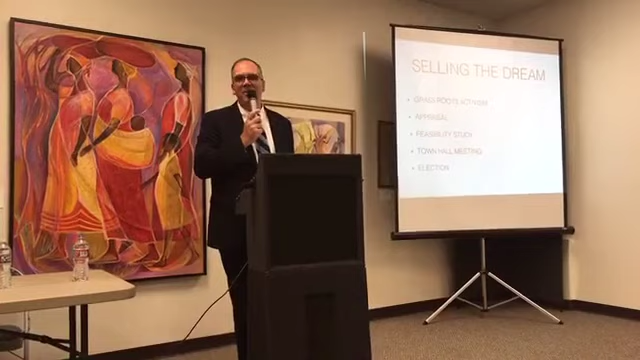 SELLING THE DREAM
• GRASS ROOTS ACTIVISM
• APPRAISAL
• FEASIBILITY STUDY
• TOWN HALL MEETING
• ELECTION